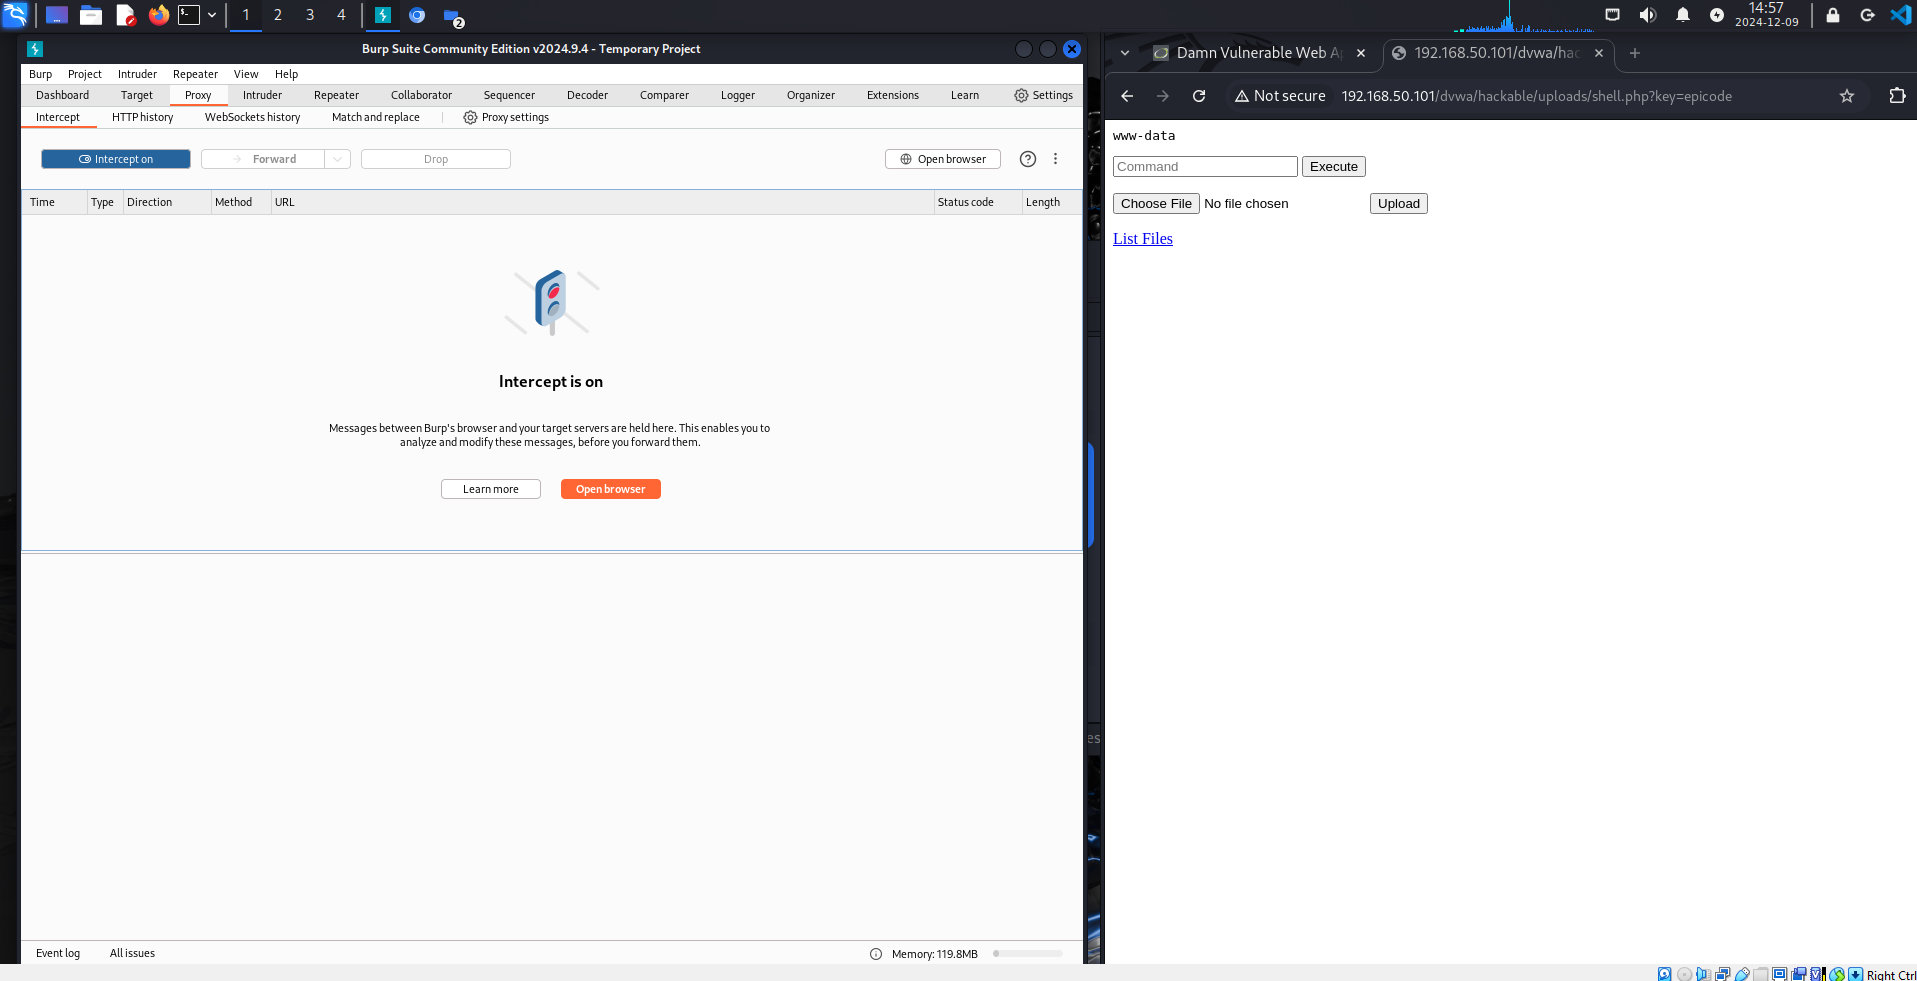 1 2 3 4 2 14:57
2024-12-09
Burp Suite Community Edition v2024.9.4 - Temporary Project
Burp Project Intruder Repeater View Help
Dashboard Target Proxy Intruder Repeater Collaborator Sequencer Decoder Comparer Logger Organizer Extensions Learn Settings
Intercept HTTP history WebSockets history Match and replace Proxy settings
Intercept on Forward Drop Open browser
Time Type Direction Method URL Status code Length
Intercept is on
Messages between Burp's browser and your target servers are held here. This enables you to
analyze and modify these messages, before you forward them.
Learn more Open browser
Event log All issues Memory: 119.8MB
Damn Vulnerable Web Ap 192.168.50.101/dvwa/hac
Not secure 192.168.50.101/dvwa/hackable/uploads/shell.php?key=epicode
www-data
Command Execute
Choose File No file chosen Upload
List Files
es
Right Ctrl